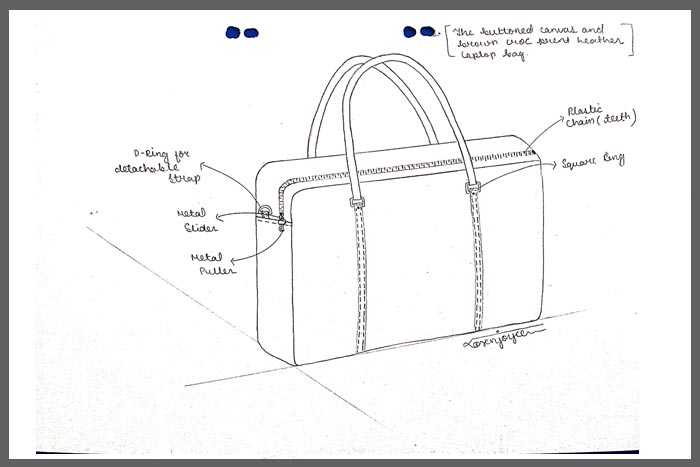 [The buttoned canvas and
brown croc print leather
laptop bag.]
Plastic
Chain (teeth)
Square Ring
D-Ring for
detachable
Strap
Metal
Slider
Metal
Puller